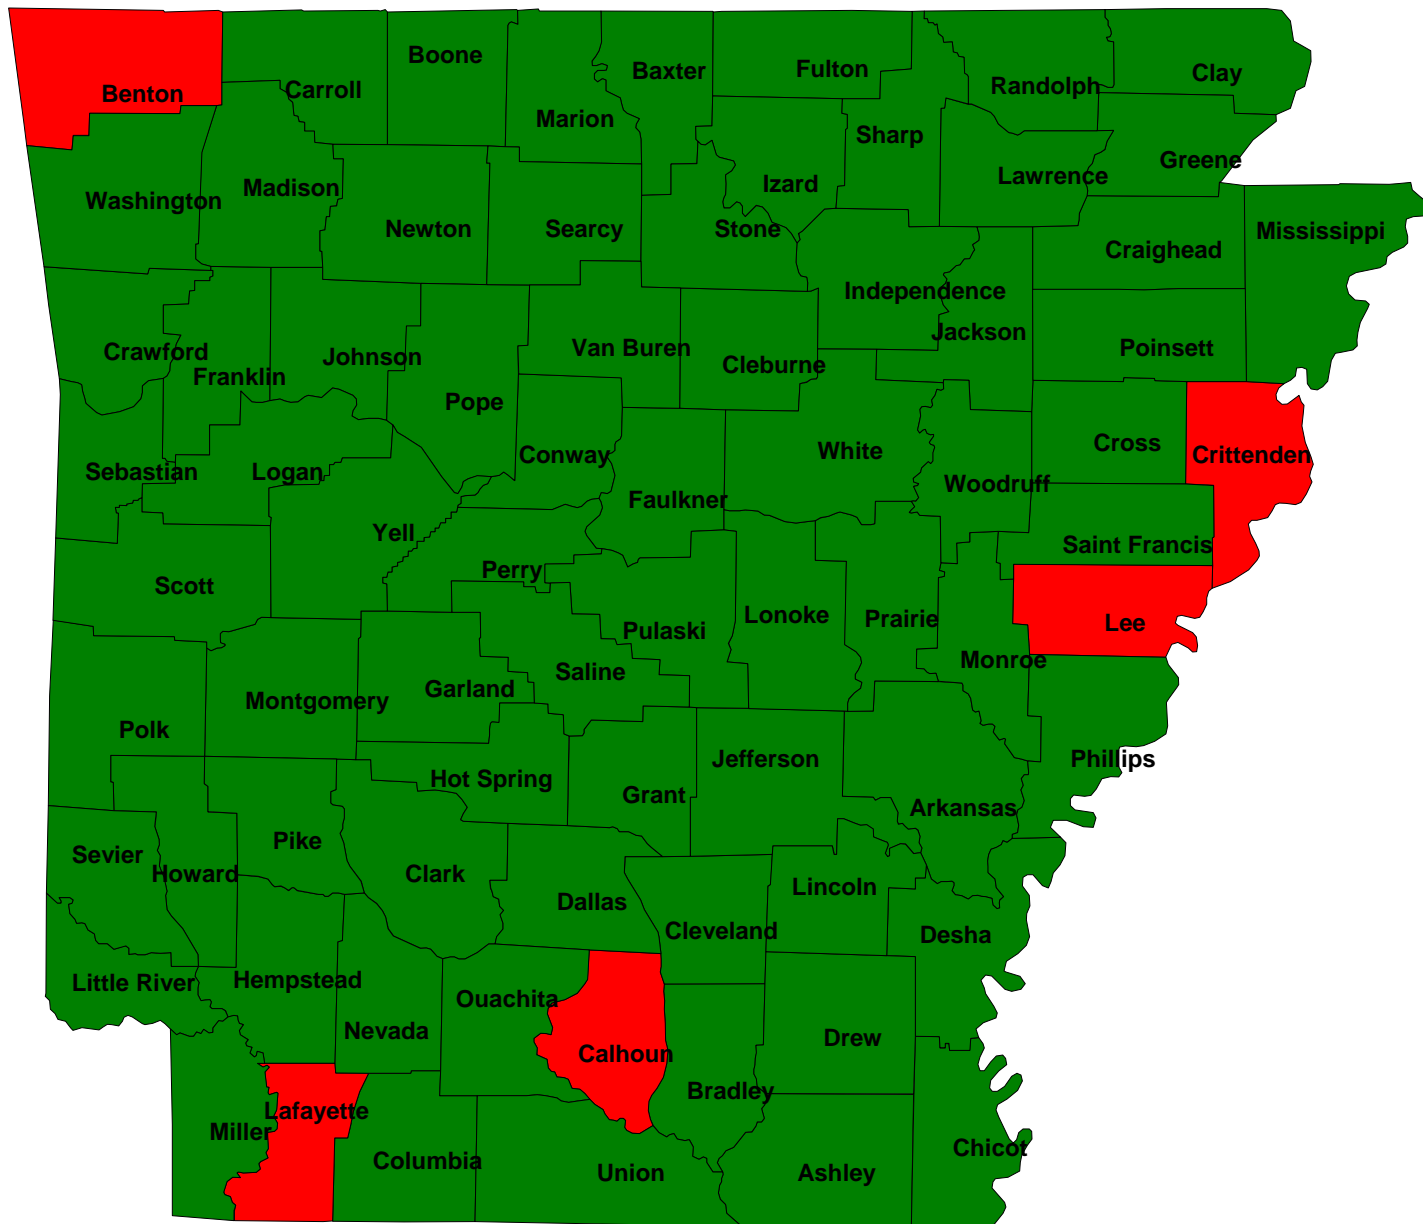 Boone
Baxter
Fulton
Clay
Benton
Carroll
Randolph
Marion
Sharp
Greene
Lawrence
Izard
Madison
Washington
Newton
Searcy
Stone
Mississippi
Craighead
Independence
Jackson
Crawford
Johnson
Van Buren
Poinsett
Cleburne
Franklin
Pope
Cross
White
Conway
Crittenden
Sebastian
Logan
Woodruff
Faulkner
Yell
Saint Francis
Perry
Scott
Lonoke
Prairie
Lee
Pulaski
Monroe
Saline
Garland
Montgomery
Polk
Jefferson
Phillips
Hot Spring
Grant
Arkansas
Pike
Sevier
Howard
Clark
Lincoln
Dallas
Cleveland
Desha
Hempstead
Little River
Ouachita
Nevada
Drew
Calhoun
Bradley
Lafayette
Miller
Chicot
Columbia
Union
Ashley